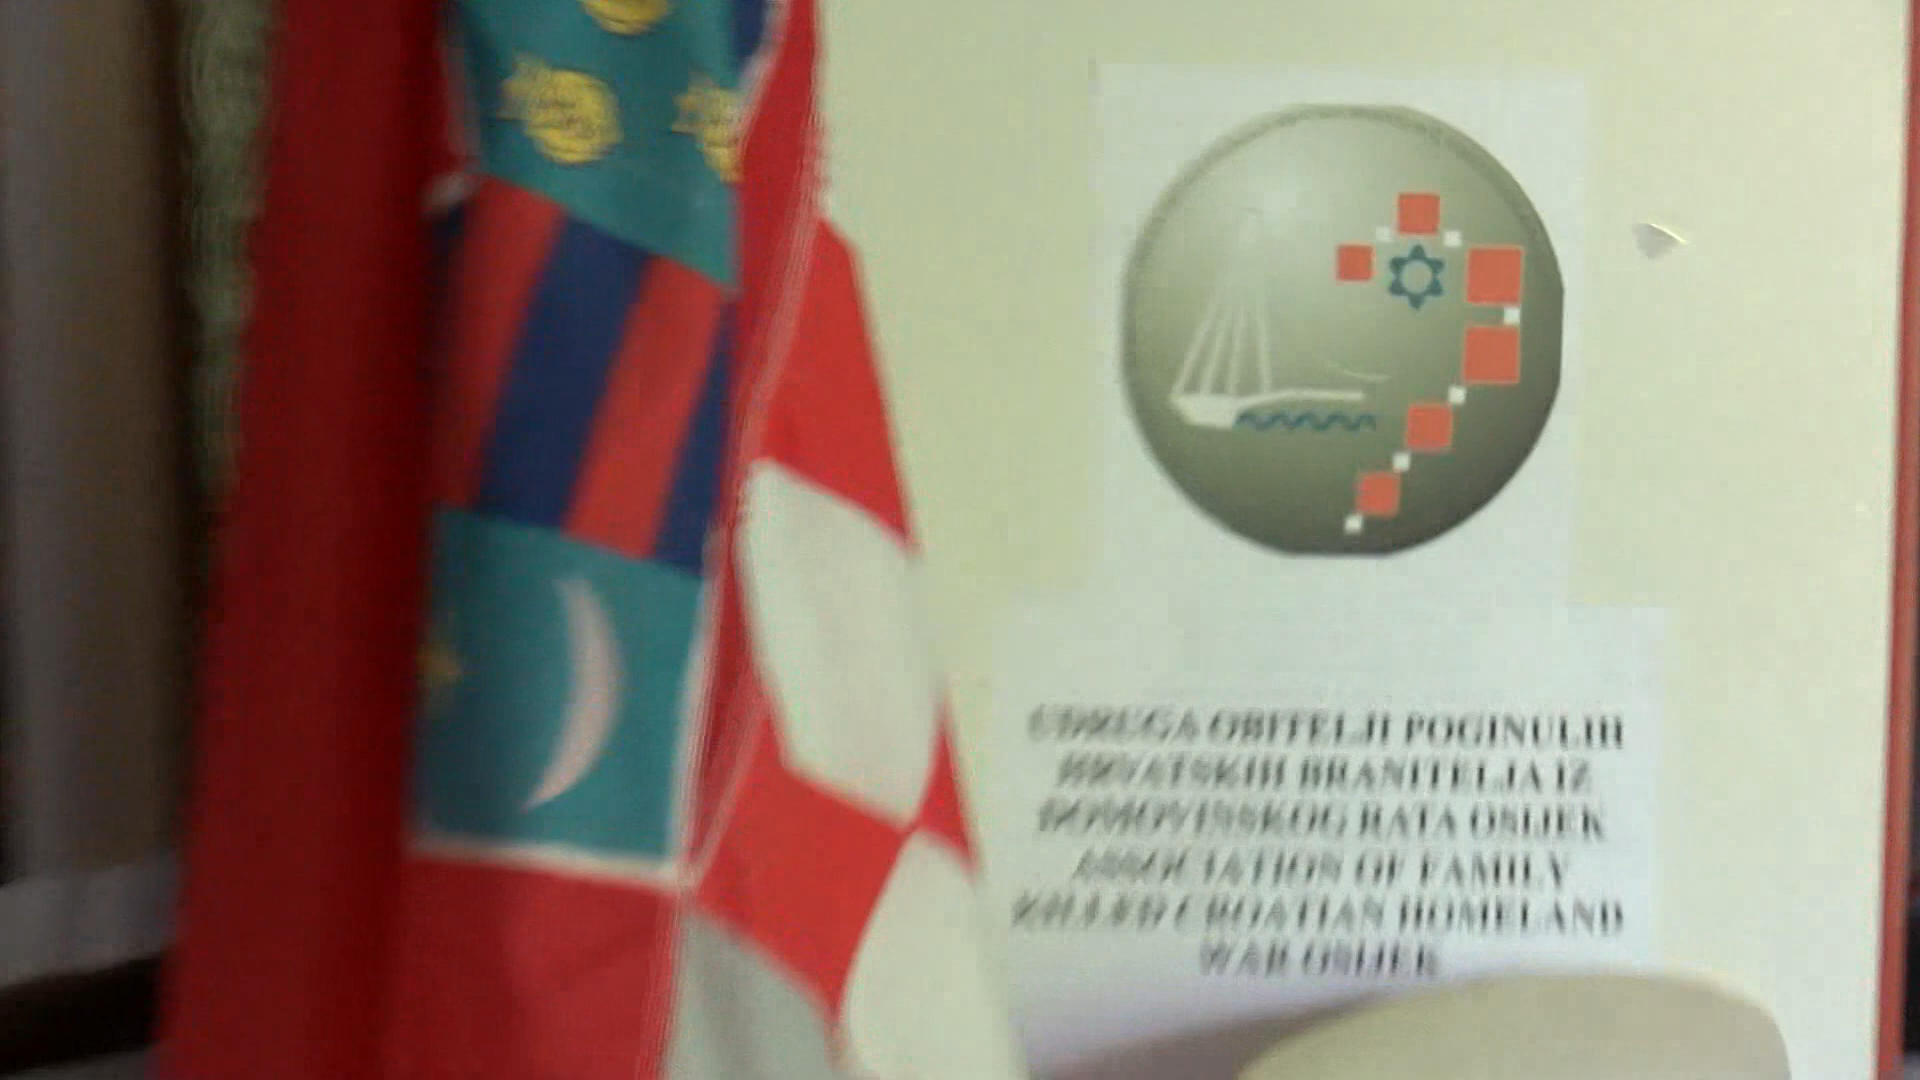 UDRUGA OBITELJI POGINULIH
HRVATSKIH BRANITELJA IZ
DOMOVINSKOG RATA OSIJEK
ASSOCIATION OF FAMILY
KILLED CROATIAN HOMELAND
WAR OSIJEK